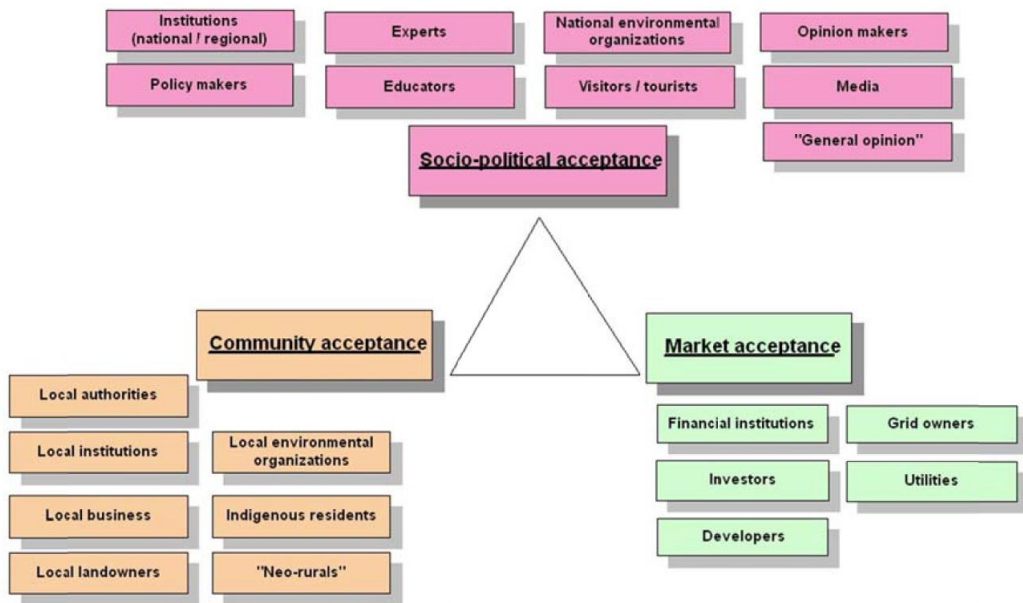 Institutions
(national / regional)
Experts
National environmental
organizations
Opinion makers
Policy makers
Educators
Visitors / tourists
Media
"General opinion"
Socio-political acceptance
Community acceptance
Market acceptance
Local authorities
Local institutions
Local environmental
organizations
Local business
Indigenous residents
Local landowners
"Neo-rurals"
Financial institutions
Grid owners
Investors
Utilities
Developers